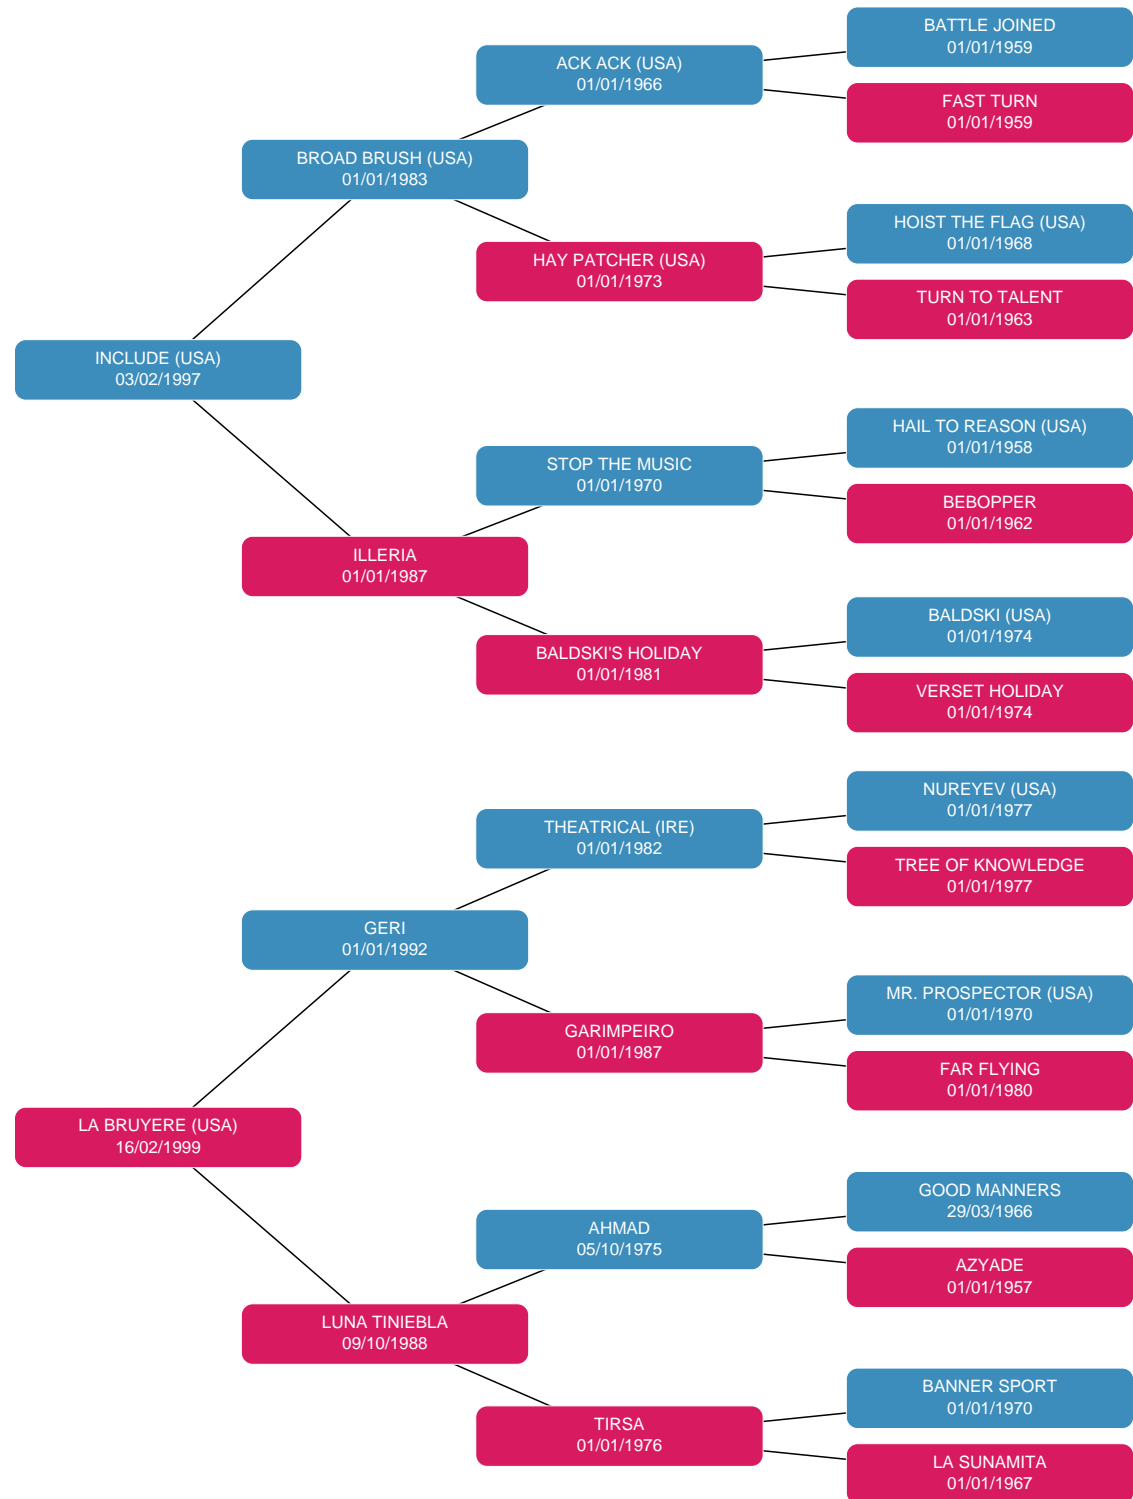 BATTLE JOINED
01/01/1959
ACK ACK (USA)
01/01/1966
FAST TURN
01/01/1959
BROAD BRUSH (USA)
01/01/1983
HOIST THE FLAG (USA)
01/01/1968
HAY PATCHER (USA)
01/01/1973
TURN TO TALENT
01/01/1963
INCLUDE (USA)
03/02/1997
HAIL TO REASON (USA)
01/01/1958
STOP THE MUSIC
01/01/1970
BEBOPPER
01/01/1962
ILLERIA
01/01/1987
BALDSKI (USA)
01/01/1974
BALDSKI'S HOLIDAY
01/01/1981
VERSET HOLIDAY
01/01/1974
NUREYEV (USA)
01/01/1977
THEATRICAL (IRE)
01/01/1982
TREE OF KNOWLEDGE
01/01/1977
GERI
01/01/1992
MR. PROSPECTOR (USA)
01/01/1970
GARIMPEIRO
01/01/1987
FAR FLYING
01/01/1980
LA BRUYERE (USA)
16/02/1999
GOOD MANNERS
29/03/1966
AHMAD
05/10/1975
AZYADE
01/01/1957
LUNA TINIEBLA
09/10/1988
BANNER SPORT
01/01/1970
TIRSA
01/01/1976
LA SUNAMITA
01/01/1967